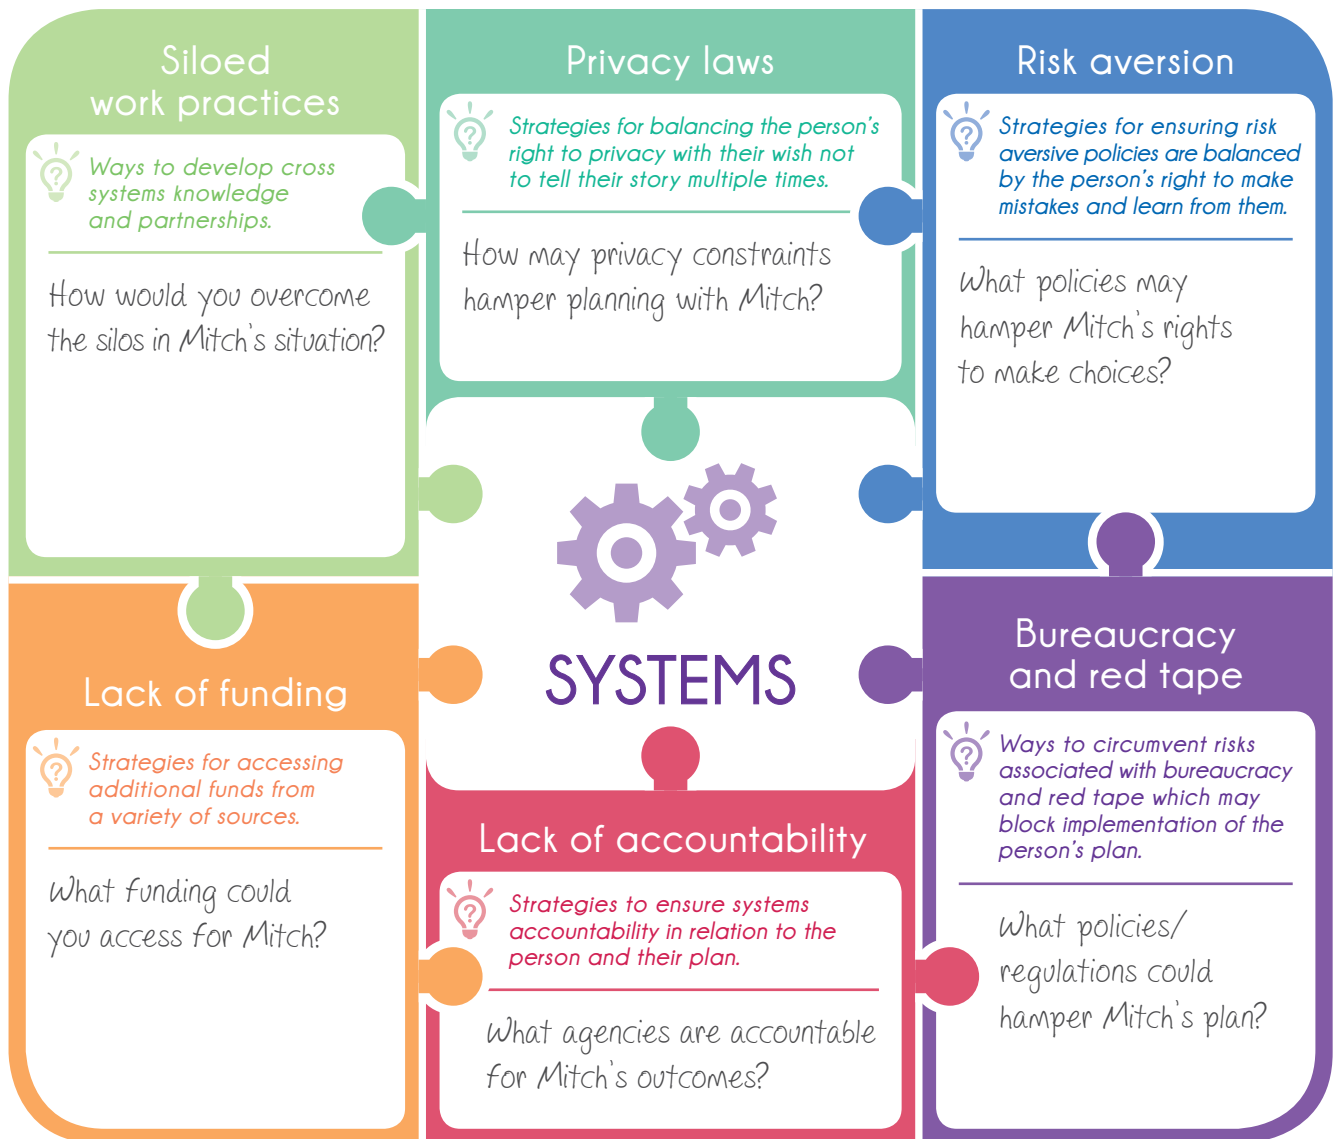 Siloed
work practices
Ways to develop cross
systems knowledge
and partnerships.
How would you overcome
the silos in Mitch's situation?
Privacy laws
Strategies for balancing the person's
right to privacy with their wish not
to tell their story multiple times.
How may privacy constraints
hamper planning with Mitch?
Risk aversion
Strategies for ensuring risk
aversive policies are balanced
by the person's right to make
mistakes and learn from them.
What policies may
hamper Mitch's rights
to make choices?
SYSTEMS
Lack of funding
Strategies for accessing
additional funds from
a variety of sources.
What funding could
you access for Mitch?
Lack of accountability
Strategies to ensure systems
accountability in relation to the
person and their plan.
What agencies are accountable
for Mitch's outcomes?
Bureaucracy
and red tape
Ways to circumvent risks
associated with bureaucracy
and red tape which may
block implementation of the
person's plan.
What policies/
regulations could
hamper Mitch's plan?